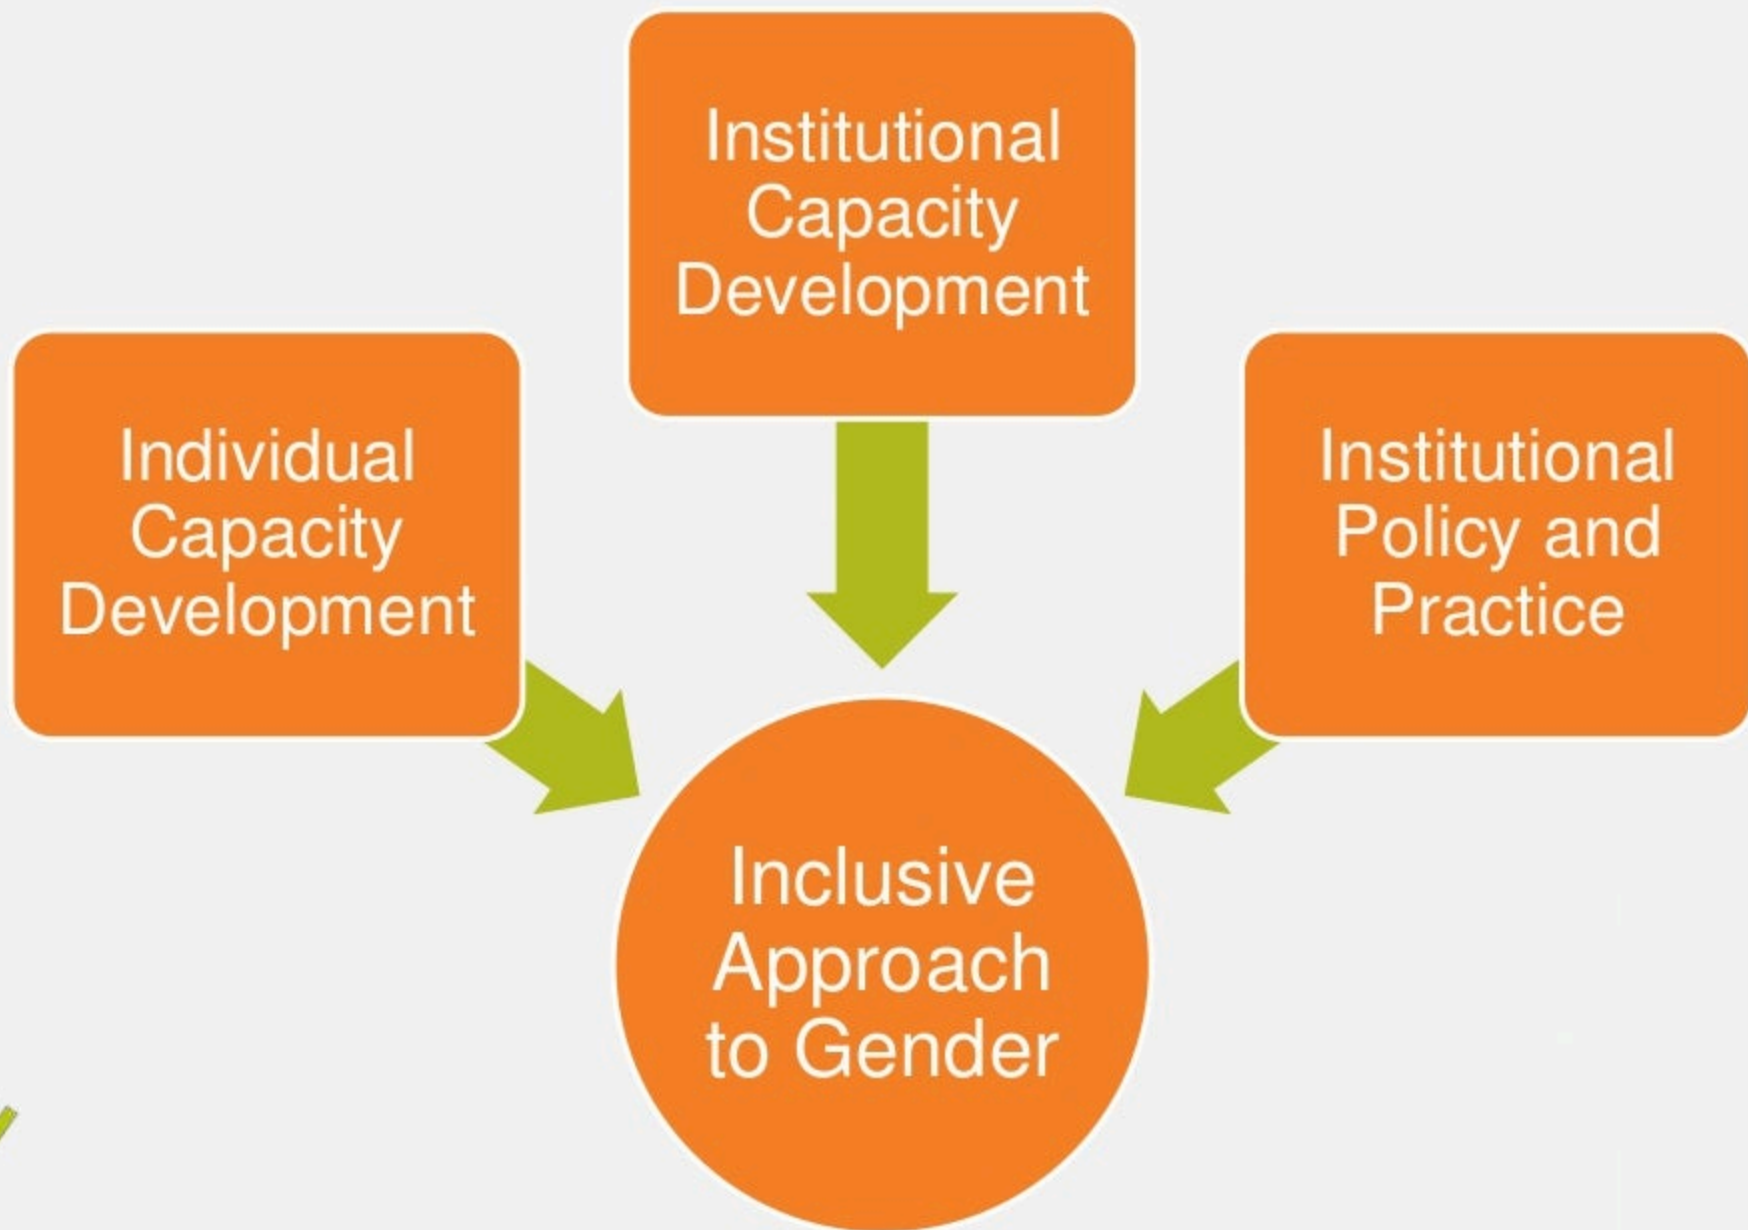 Institutional
Capacity
Development
Individual
Capacity
Development
Institutional
Policy and
Practice
Inclusive
Approach
to Gender